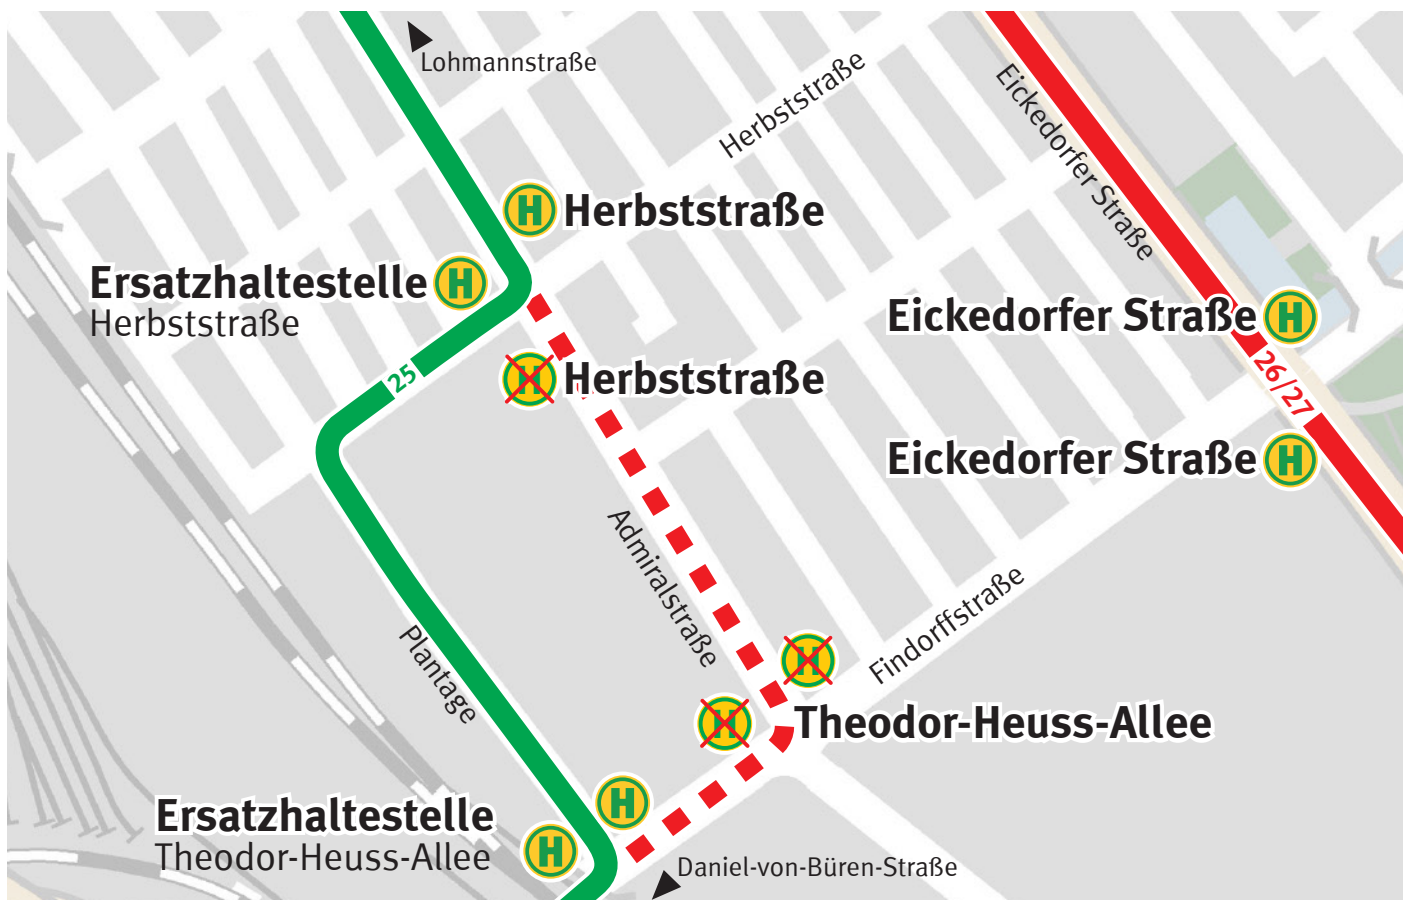 Lohmannstraße
Herbststraße
Eickedorfer Straße
H Herbststraße
Ersatzhaltestelle H
Herbststraße
Eickedorfer Straße H
26/27
25
H Herbststraße
Eickedorfer Straße H
Admiralstraße
Findorffstraße
Plantage
H
H
Theodor-Heuss-Allee
H
Ersatzhaltestelle
Theodor-Heuss-Allee H
Daniel-von-Büren-Straße